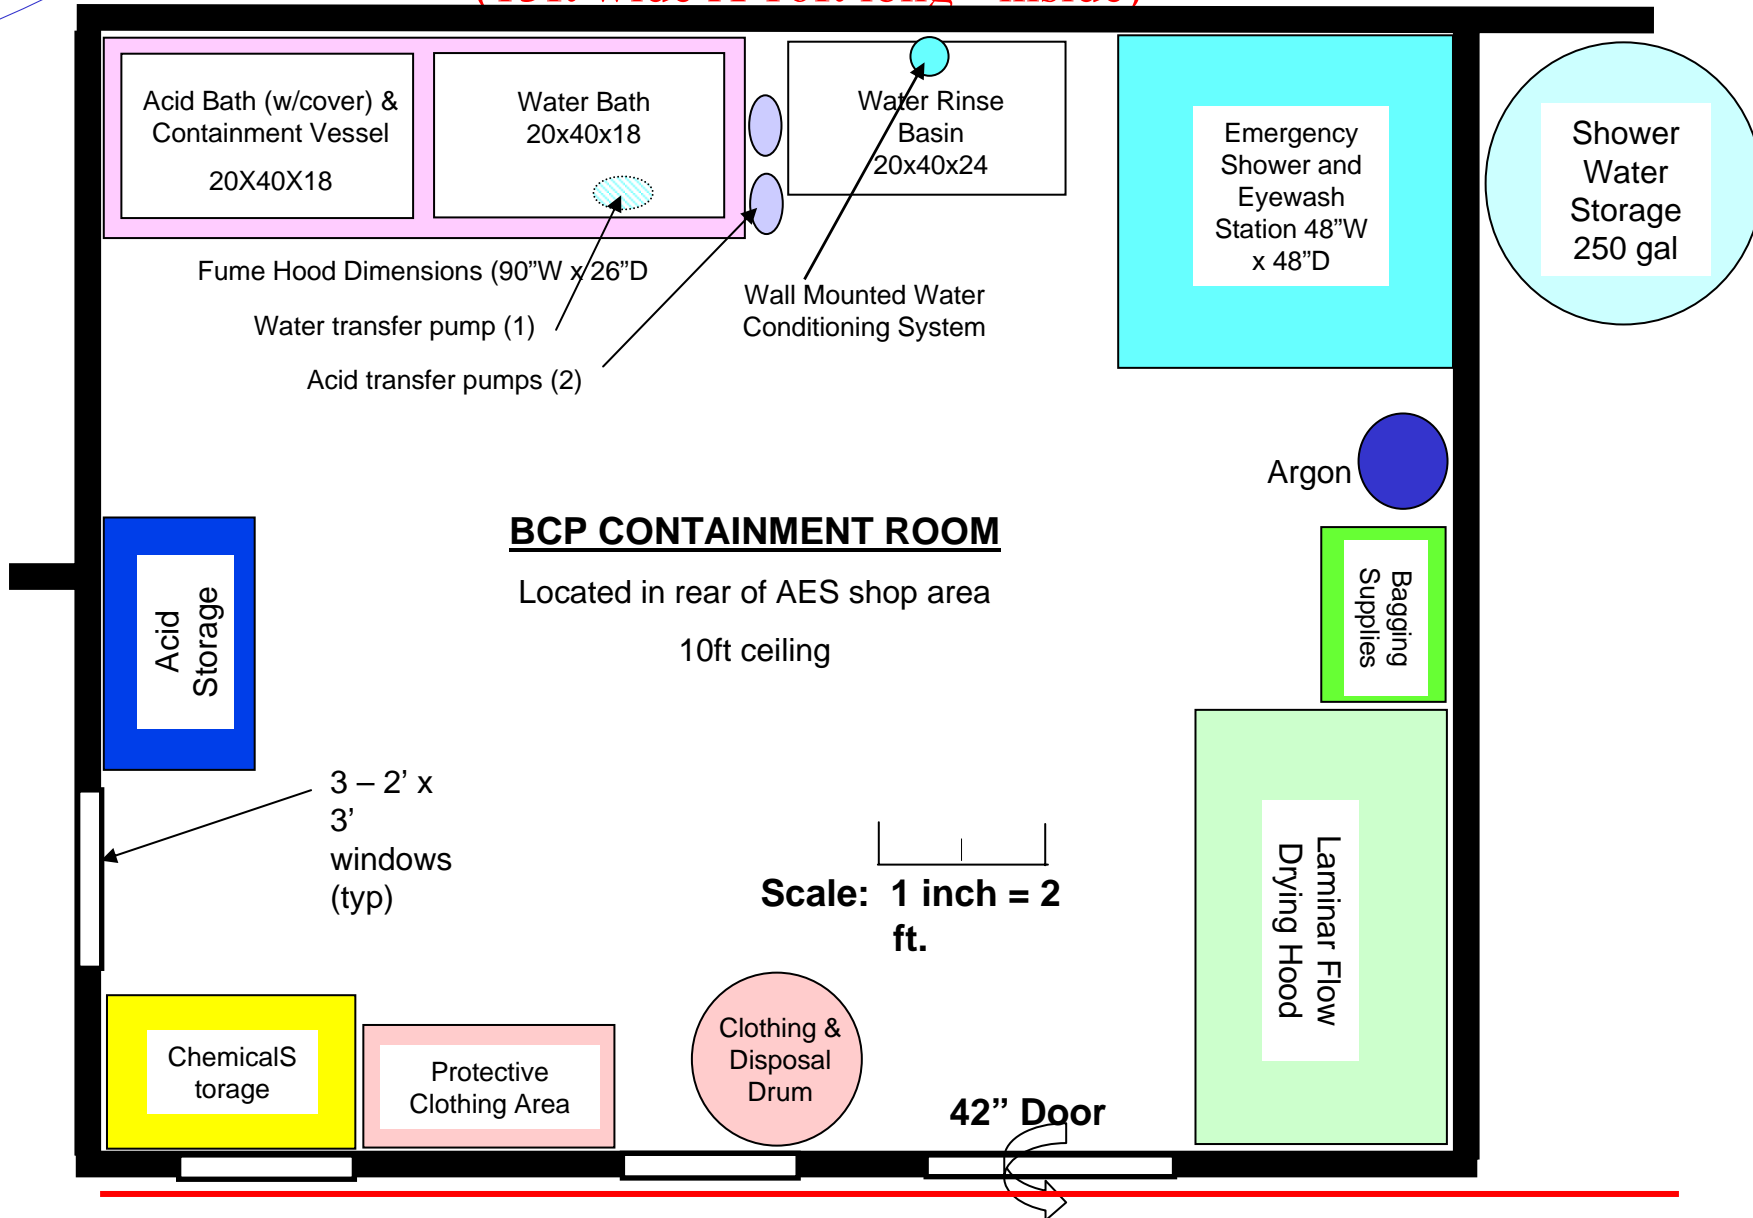 Acid Bath (w/cover) &
Containment Vessel
20X40X18
Water Bath
20x40x18
Water Rinse
Basin
20x40x24
Emergency
Shower and
Eyewash
Station 48”W
x 48”D
Shower
Water
Storage
250 gal
Fume Hood Dimensions (90”W x 26”D
Water transfer pump (1)
Acid transfer pumps (2)
Wall Mounted Water
Conditioning System
Argon
BCP CONTAINMENT ROOM
Located in rear of AES shop area
10ft ceiling
Acid
Storage
Bagging
Supplies
3 – 2’ x
3’
windows
(typ)
Scale: 1 inch = 2
ft.
Laminar Flow
Drying Hood
ChemicalS
torage
Protective
Clothing Area
Clothing &
Disposal
Drum
42” Door